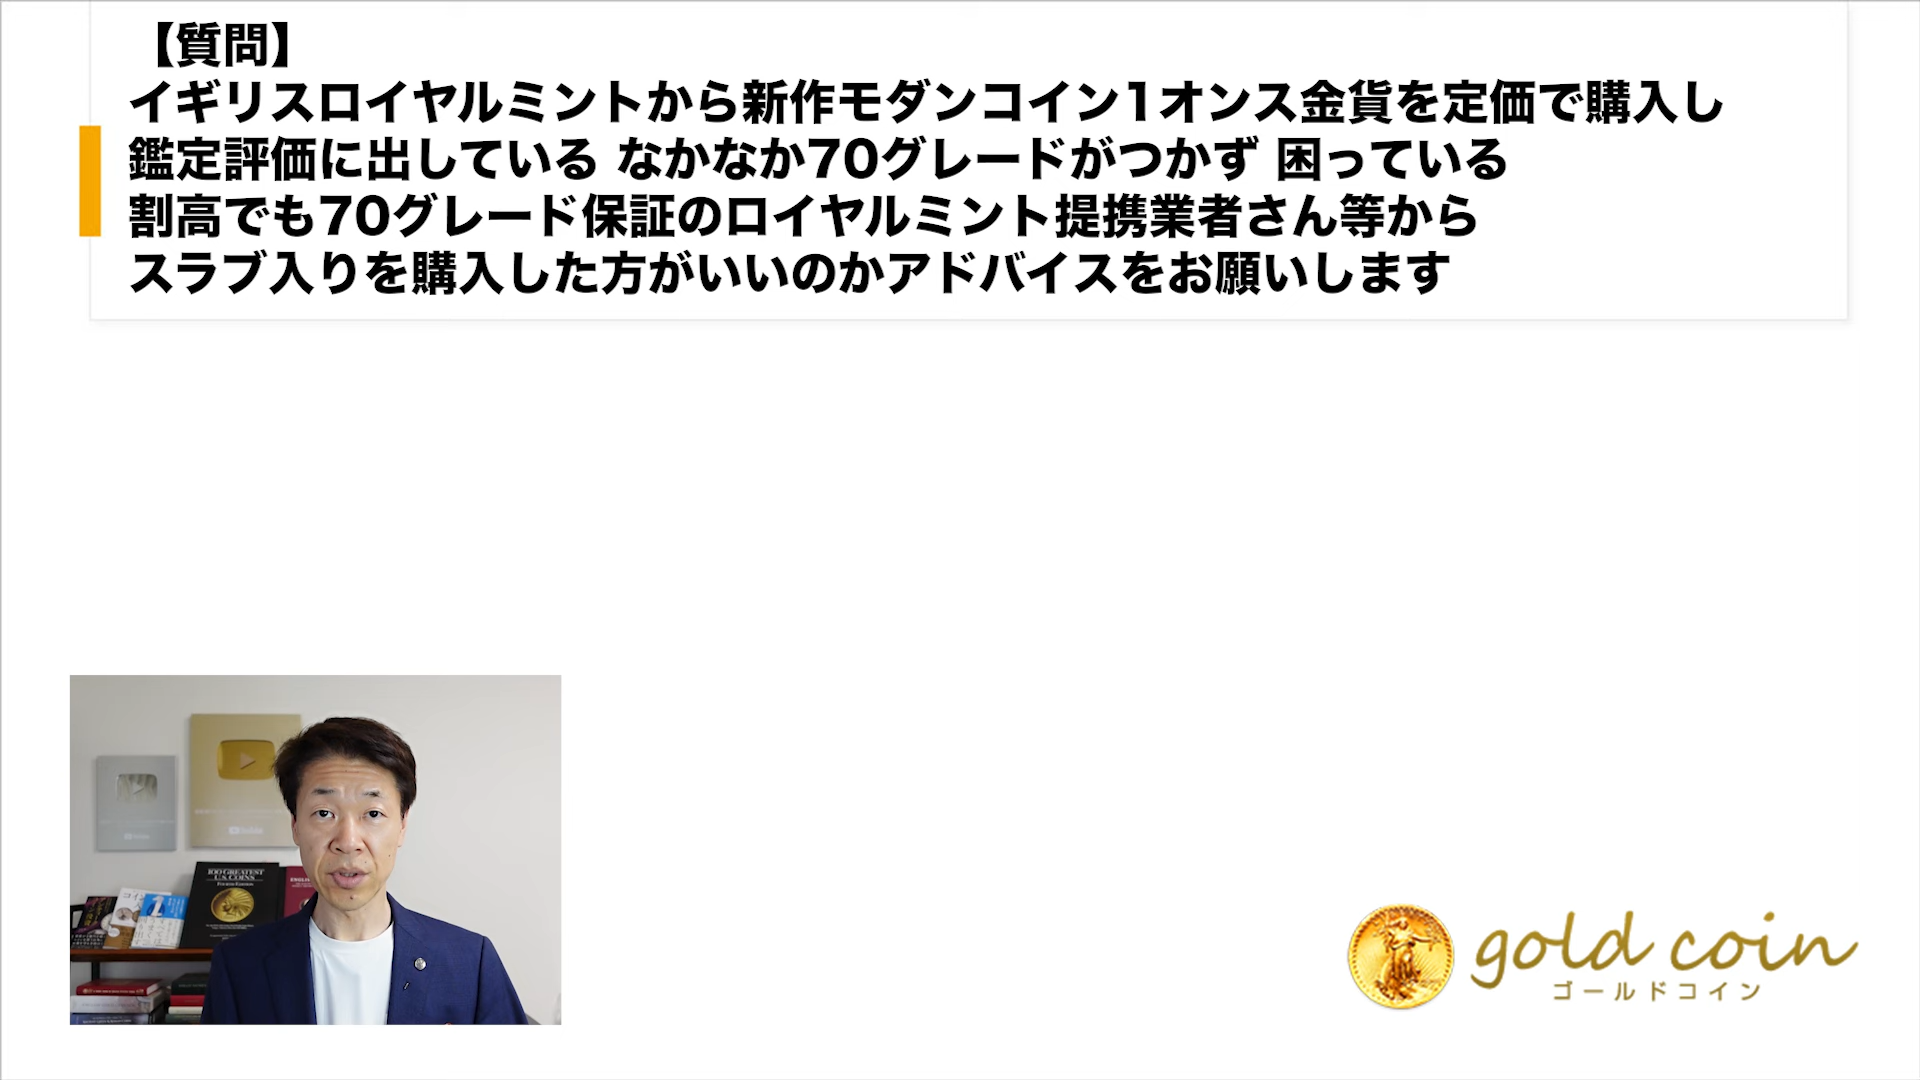 【質問】
イギリスロイヤルミントから新作モダンコイン1オンス金貨を定価で購入し
鑑定評価に出している なかなか70グレードがつかず 困っている
割高でも70グレード保証のロイヤルミント提携業者さん等から
スラブ入りを購入した方がいいのかアドバイスをお願いします
100 GREATEST
U.S. COINS
FOURTH EDITION
gold coin
ゴールドコイン